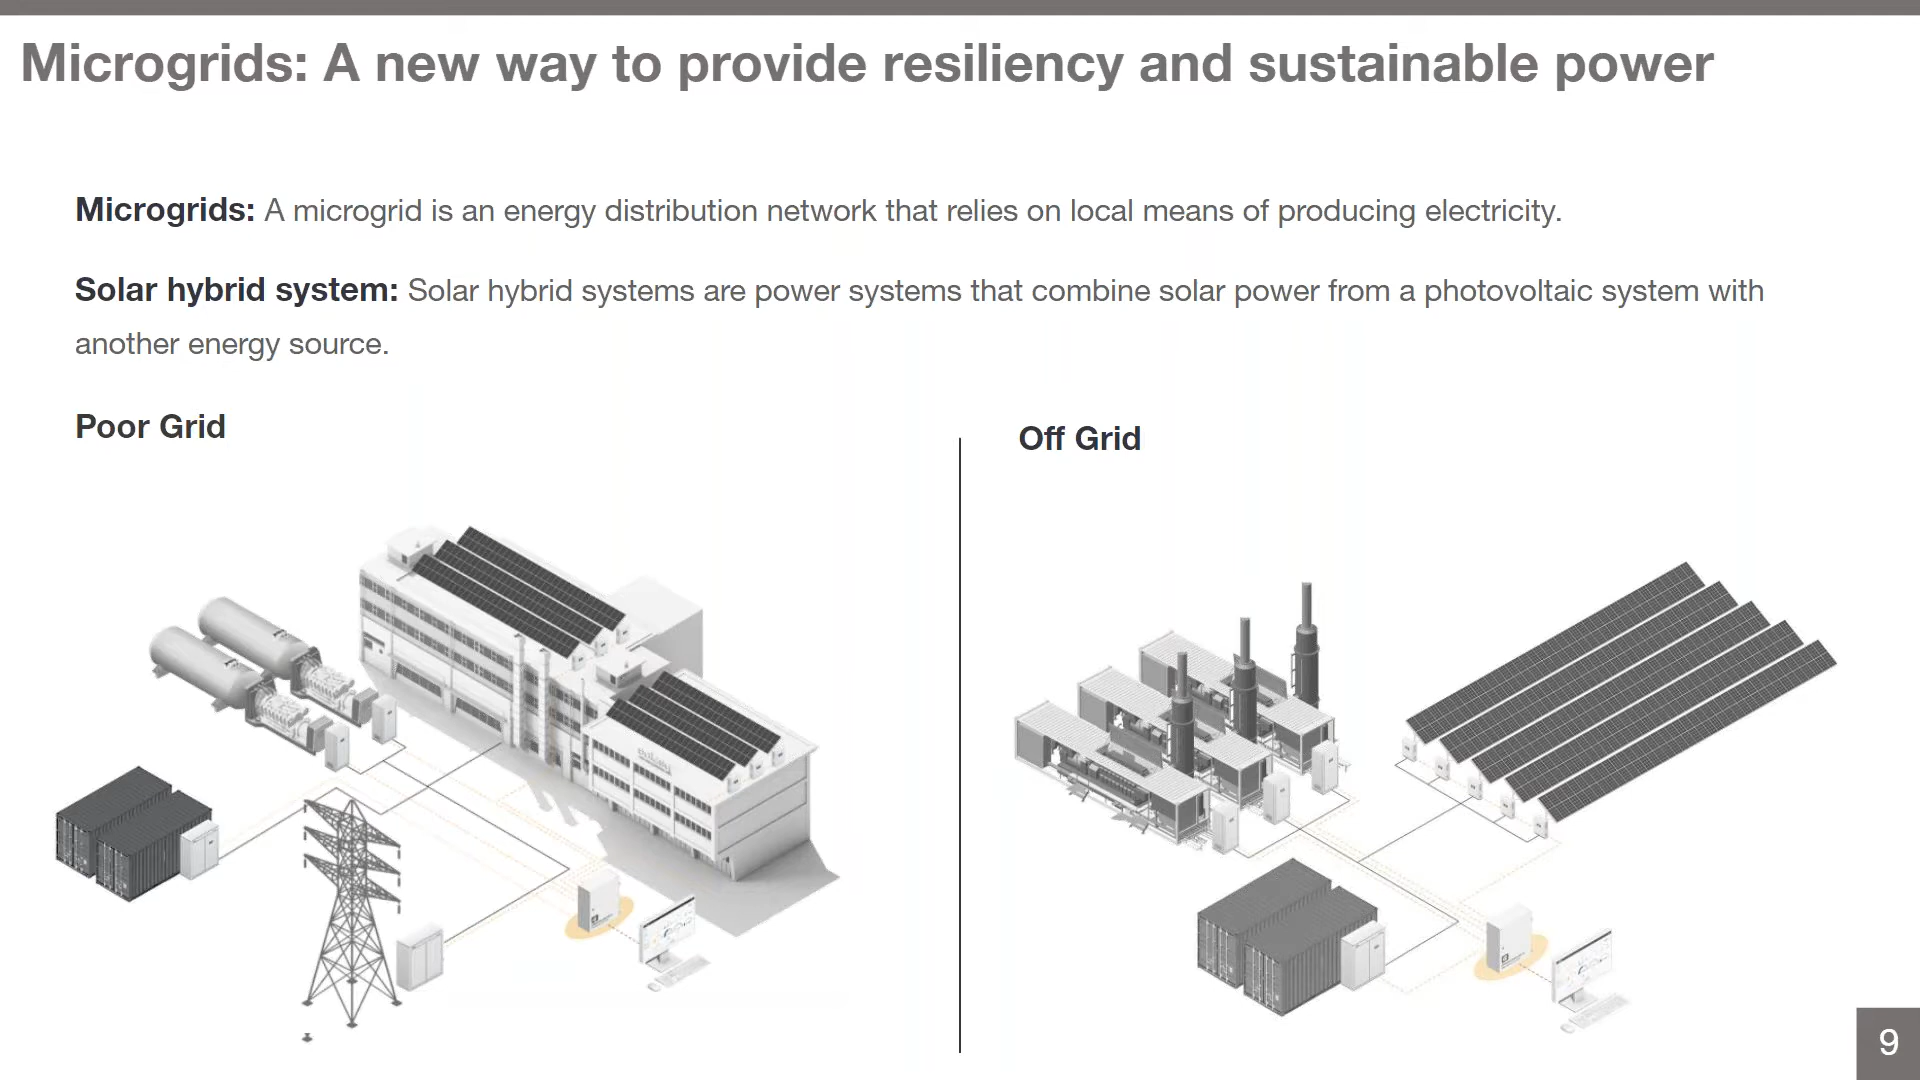 Microgrids: A new way to provide resiliency and sustainable power
Microgrids: A microgrid is an energy distribution network that relies on local means of producing electricity.
Solar hybrid system: Solar hybrid systems are power systems that combine solar power from a photovoltaic system with
another energy source.
Poor Grid
Off Grid
9